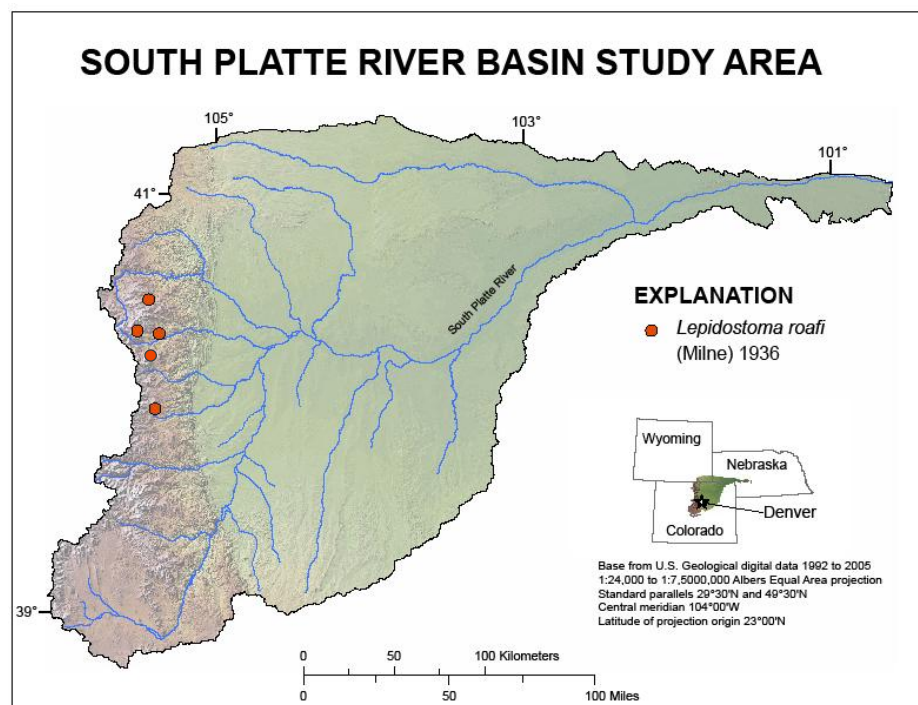 SOUTH PLATTE RIVER BASIN STUDY AREA
105°
103°
101°
41°
South Platte River
EXPLANATION
Lepidostoma roafi
(Milne) 1936
Wyoming
Nebraska
Denver
Colorado
Base from U.S. Geological digital data 1992 to 2005
1:24,000 to 1:7,5000,000 Albers Equal Area projection
Standard parallels 29°30'N and 49°30'N
Central meridian 104°00'W
Latitude of projection origin 23°00'N
39°
0 50 100 Kilometers
0 50 100 Miles